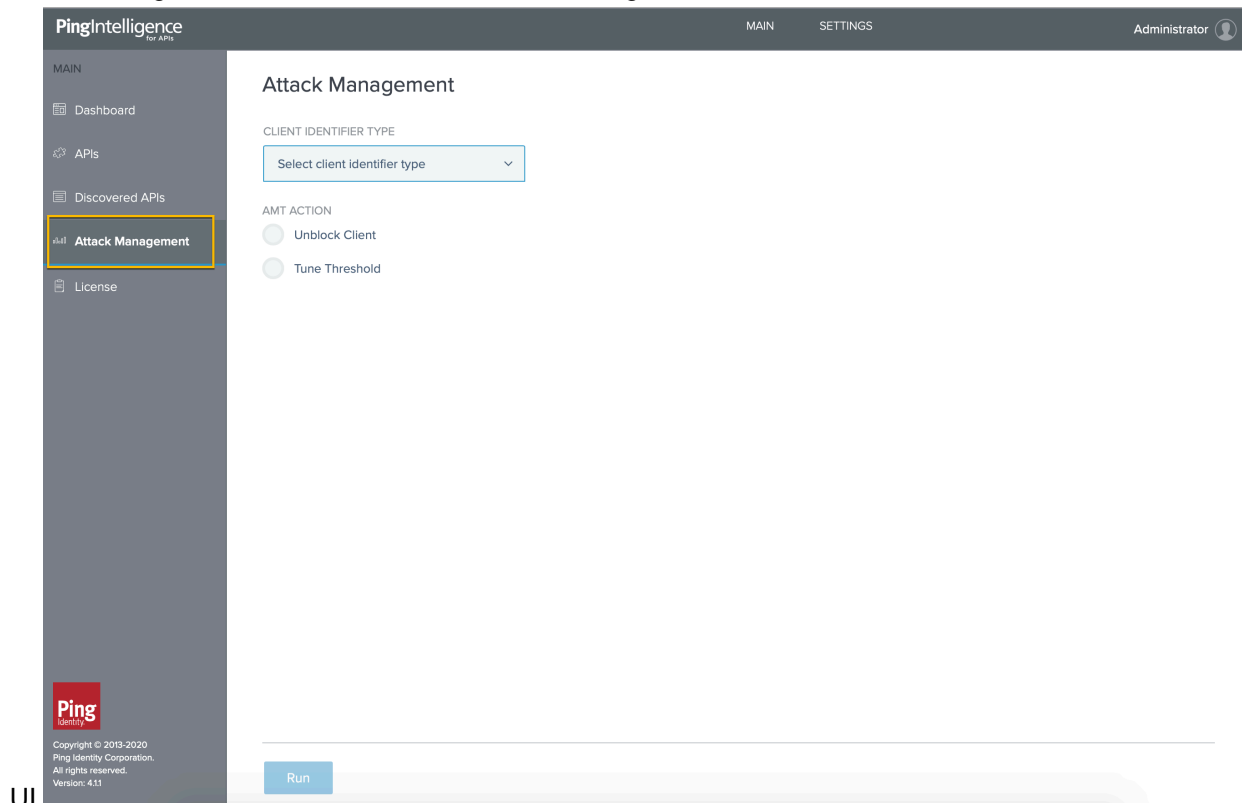 PingIntelligence
for APIs
MAIN
SETTINGS
Administrator
MAIN
Dashboard
APIs
Discovered APIs
Attack Management
License
Attack Management
CLIENT IDENTIFIER TYPE
Select client identifier type
AMT ACTION
Unblock Client
Tune Threshold
Ping
Identity
Copyright © 2013-2020
Ping Identity Corporation.
All rights reserved.
Version: 4.1.1
Run
UI